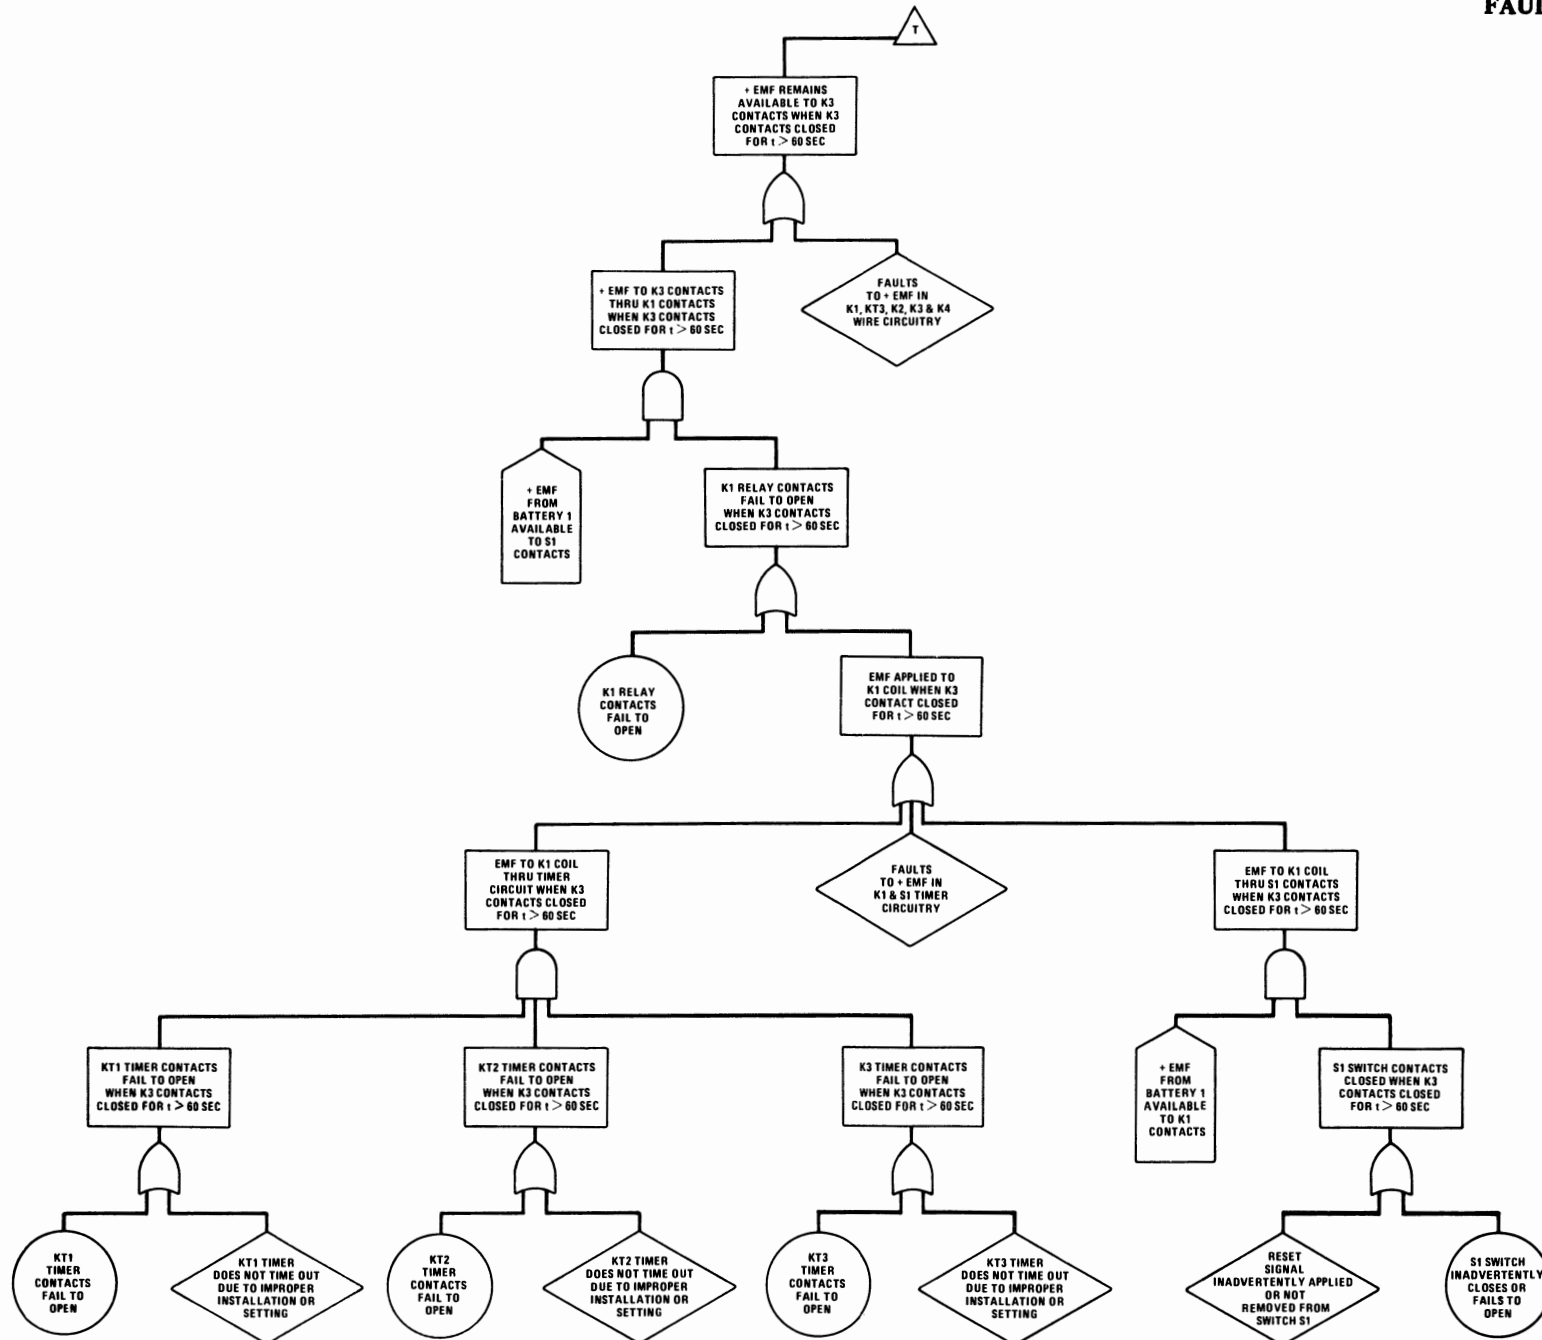 FAUL
T
+ EMF REMAINS
AVAILABLE TO K3
CONTACTS WHEN K3
CONTACTS CLOSED
FOR t > 60 SEC
+ EMF TO K3 CONTACTS
THRU K1 CONTACTS
WHEN K3 CONTACTS
CLOSED FOR t > 60 SEC
FAULTS
TO + EMF IN
K1, KT3, K2, K3 & K4
WIRE CIRCUITRY
+ EMF
FROM
BATTERY 1
AVAILABLE
TO S1
CONTACTS
K1 RELAY CONTACTS
FAIL TO OPEN
WHEN K3 CONTACTS
CLOSED FOR t > 60 SEC
K1 RELAY
CONTACTS
FAIL TO
OPEN
EMF APPLIED TO
K1 COIL WHEN K3
CONTACT CLOSED
FOR t > 60 SEC
EMF TO K1 COIL
THRU TIMER
CIRCUIT WHEN K3
CONTACTS CLOSED
FOR t > 60 SEC
FAULTS
TO + EMF IN
K1 & S1 TIMER
CIRCUITRY
EMF TO K1 COIL
THRU S1 CONTACTS
WHEN K3 CONTACTS
CLOSED FOR t > 60 SEC
KT1 TIMER CONTACTS
FAIL TO OPEN
WHEN K3 CONTACTS
CLOSED FOR t > 60 SEC
KT2 TIMER CONTACTS
FAIL TO OPEN
WHEN K3 CONTACTS
CLOSED FOR t > 60 SEC
K3 TIMER CONTACTS
FAIL TO OPEN
WHEN K3 CONTACTS
CLOSED FOR t > 60 SEC
+ EMF
FROM
BATTERY 1
AVAILABLE
TO K1
CONTACTS
S1 SWITCH CONTACTS
CLOSED WHEN K3
CONTACTS CLOSED
FOR t > 60 SEC
KT1
TIMER
CONTACTS
FAIL TO
OPEN
KT1 TIMER
DOES NOT TIME OUT
DUE TO IMPROPER
INSTALLATION OR
SETTING
KT2
TIMER
CONTACTS
FAIL TO
OPEN
KT2 TIMER
DOES NOT TIME OUT
DUE TO IMPROPER
INSTALLATION OR
SETTING
KT3
TIMER
CONTACTS
FAIL TO
OPEN
KT3 TIMER
DOES NOT TIME OUT
DUE TO IMPROPER
INSTALLATION OR
SETTING
RESET
SIGNAL
INADVERTENTLY APPLIED
OR NOT
REMOVED FROM
SWITCH S1
S1 SWITCH
INADVERTENTLY
CLOSES OR
FAILS TO
OPEN